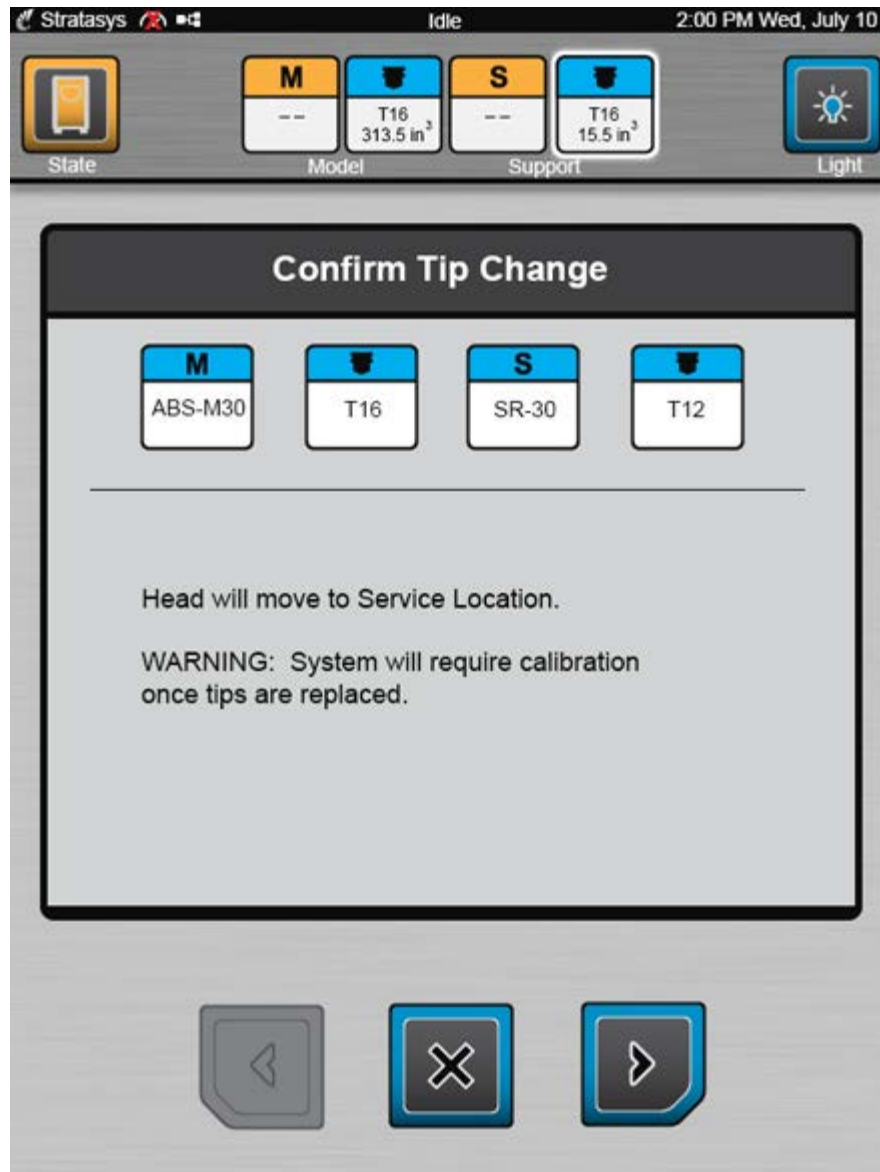 Stratasys Idle 2:00 PM Wed, July 10
M S
-- T16 -- T16
313.5 in³ 15.5 in³
State Model Support Light
Confirm Tip Change
M S
ABS-M30 T16 SR-30 T12
Head will move to Service Location.
WARNING: System will require calibration
once tips are replaced.